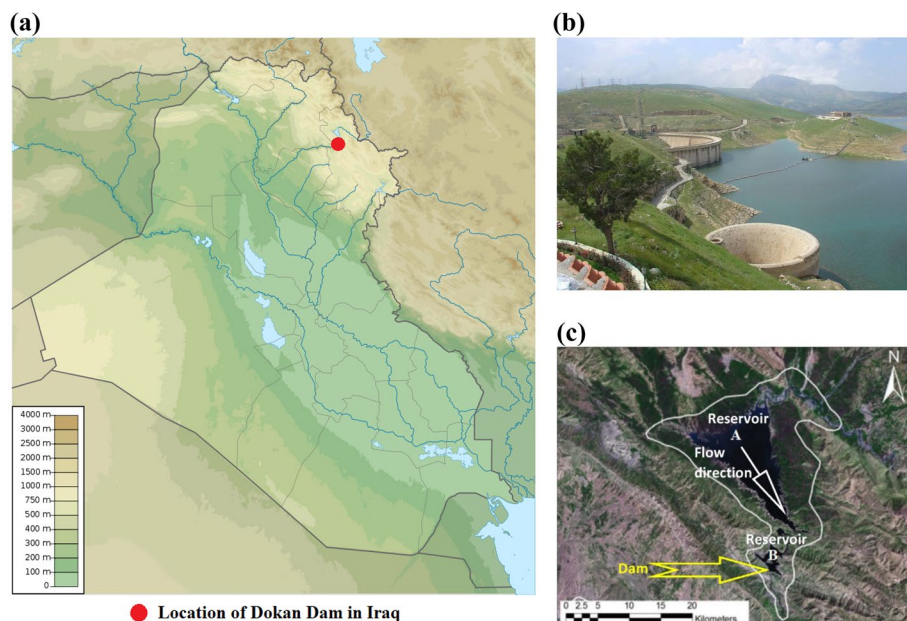 (a)
4000 m
3000 m
2500 m
2000 m
1500 m
1000 m
750 m
500 m
400 m
300 m
200 m
100 m
0
Location of Dokan Dam in Iraq
(b)
(c)
N
Reservoir
A
Flow
direction
Reservoir
B
Dam
0 2.5 5 10 15 20
Kilometers